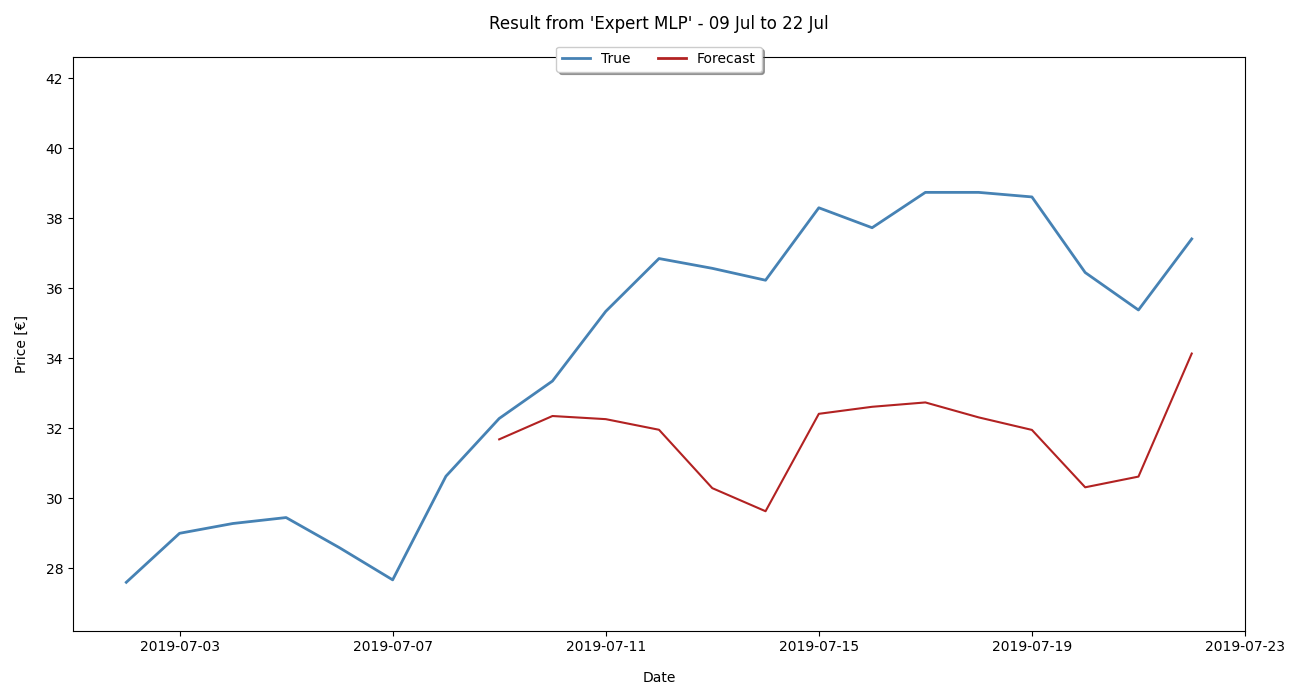 Result from 'Expert MLP' - 09 Jul to 22 Jul
True Forecast
42
40
38
36
34
32
30
28
Price [€]
2019-07-03 2019-07-07 2019-07-11 2019-07-15 2019-07-19 2019-07-23
Date